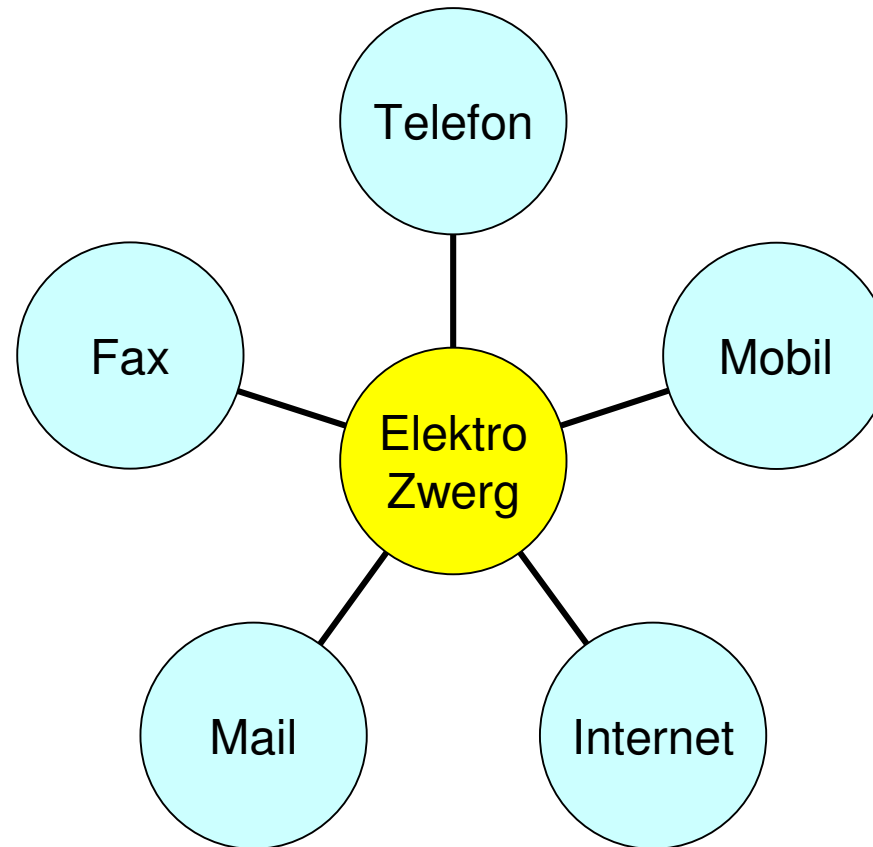 Telefon
Fax
Mobil
Elektro
Zwerg
Mail
Internet